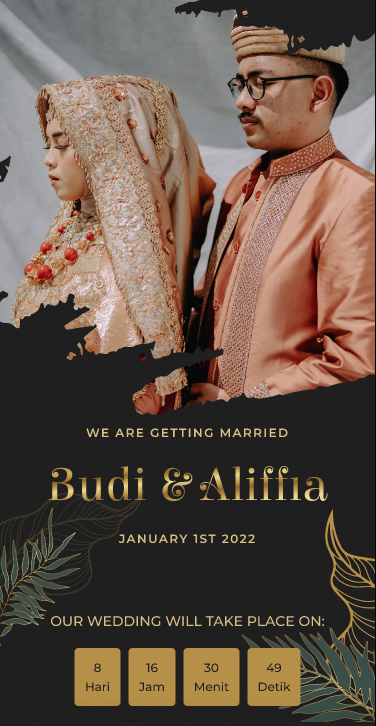 WE ARE GETTING MARRIED
Budi & Aliffia
JANUARY 1ST 2022
OUR WEDDING WILL TAKE PLACE ON:
8 16 30 49
Hari Jam Menit Detik